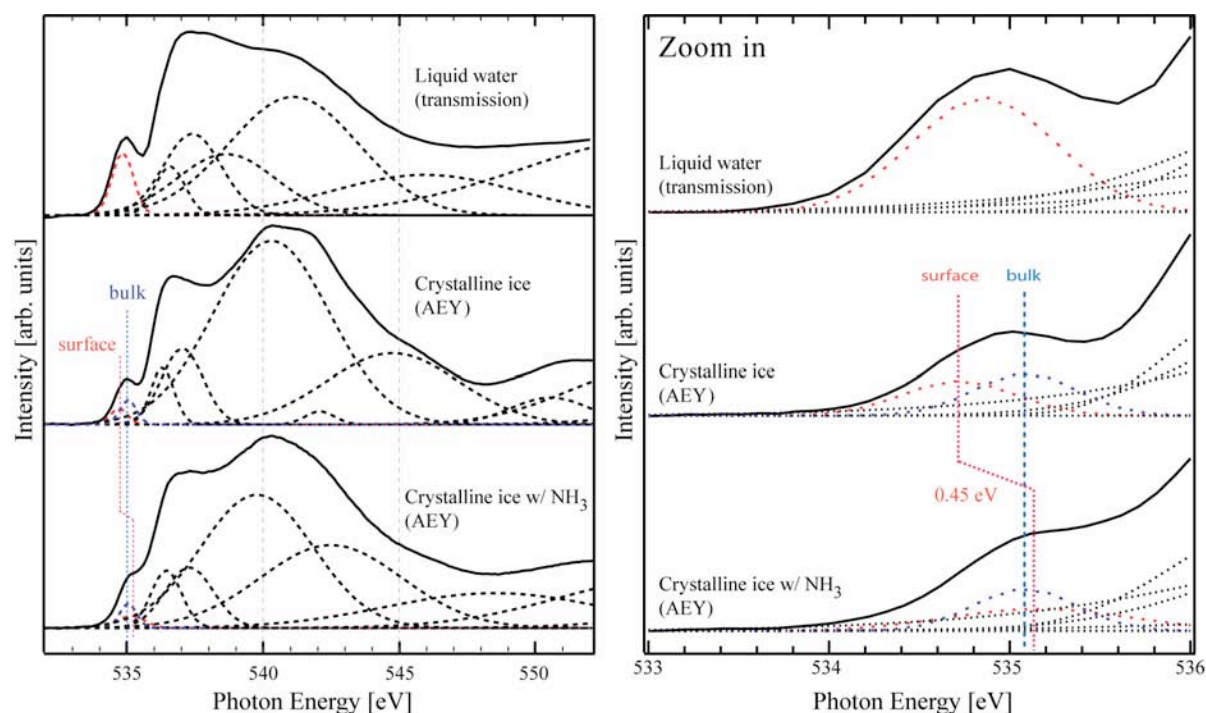 Liquid water
(transmission)
Crystalline ice
(AEY)
bulk
surface
Crystalline ice w/ NH3
(AEY)
Intensity [arb. units]
535
540
545
550
Photon Energy [eV]
Zoom in
Liquid water
(transmission)
surface
bulk
Crystalline ice
(AEY)
0.45 eV
Crystalline ice w/ NH3
(AEY)
Intensity [arb. units]
533
534
535
536
Photon Energy [eV]